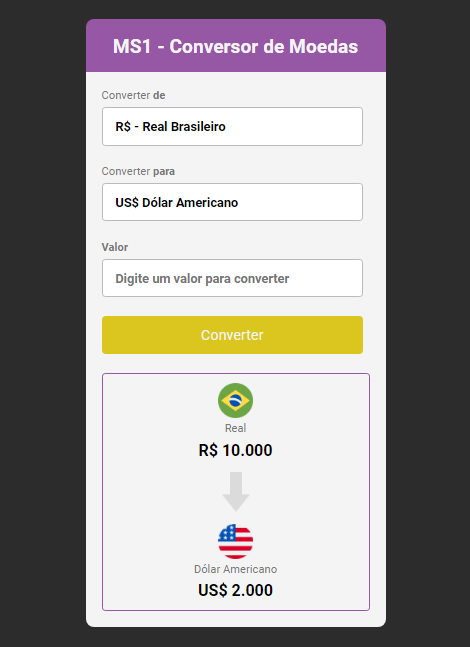 MS1 - Conversor de Moedas
Converter de
R$ - Real Brasileiro
Converter para
US$ Dólar Americano
Valor
Digite um valor para converter
Converter
Real
R$ 10.000
Dólar Americano
US$ 2.000